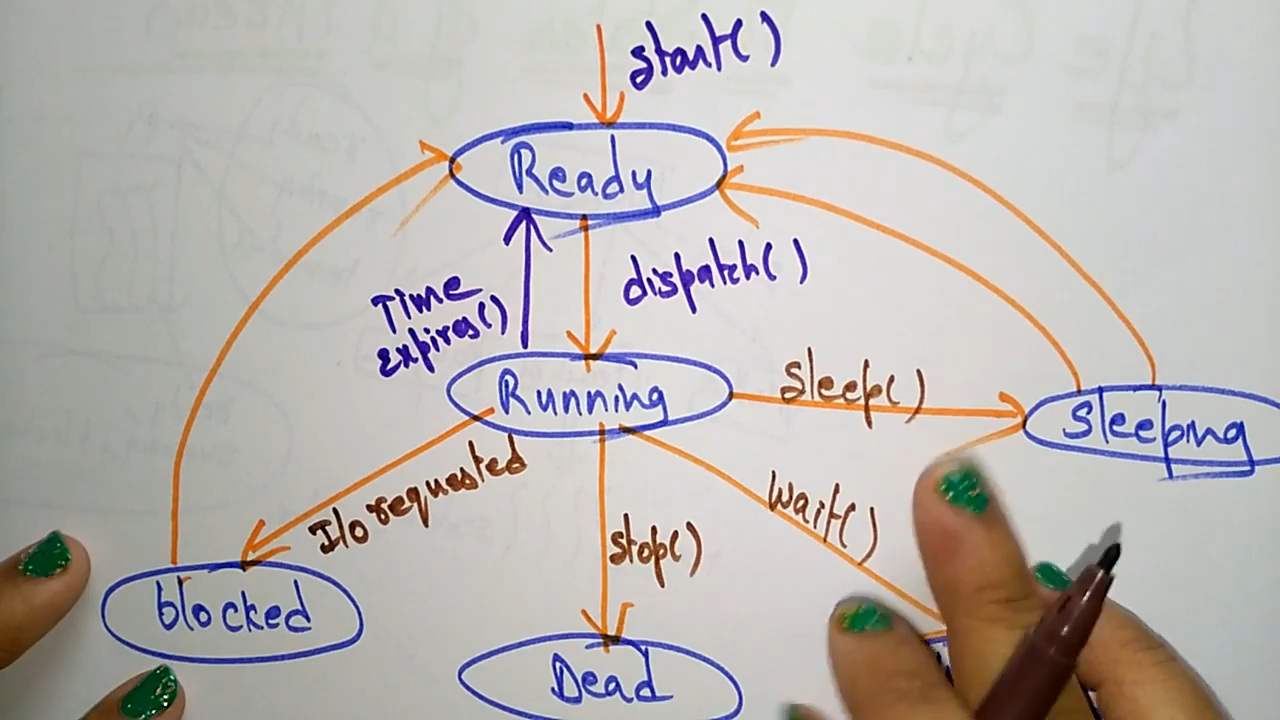 start()
Ready
dispatch()
Time
expires()
Running
sleep()
sleeping
I/o requested
stop()
wait()
blocked
Dead